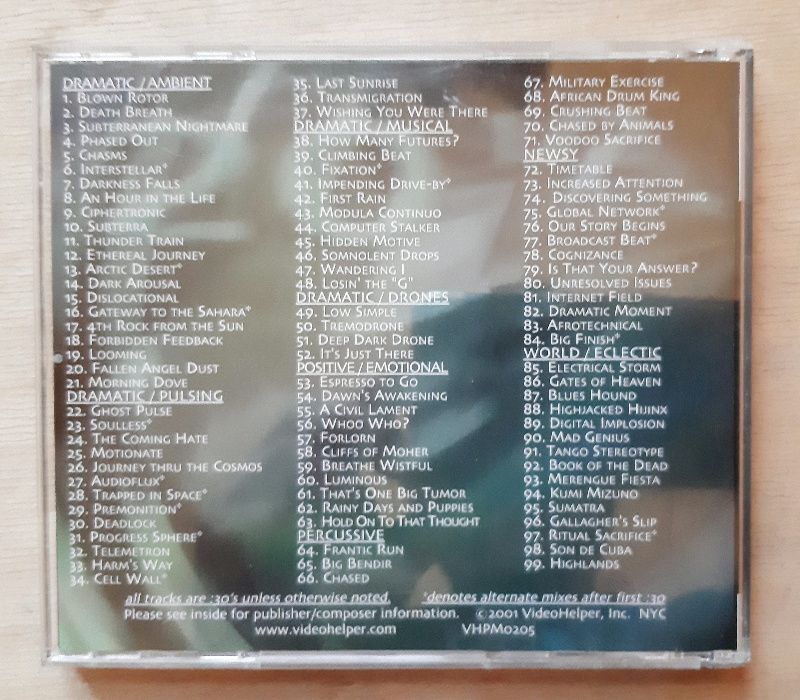 DRAMATIC / AMBIENT
1. BLOWN ROTOR
2. DEATH BREATH
3. SUBTERRANEAN NIGHTMARE
4. PHASED OUT
5. CHASMS
6. INTERSTELLAR*
7. DARKNESS FALLS
8. AN HOUR IN THE LIFE
9. CIPHERTRONIC
10. SUBTERRA
11. THUNDER TRAIN
12. ETHEREAL JOURNEY
13. ARCTIC DESERT*
14. DARK AROUSAL
15. DISLOCATIONAL
16. GATEWAY TO THE SAHARA*
17. 4TH ROCK FROM THE SUN
18. FORBIDDEN FEEDBACK
19. LOOMING
20. FALLEN ANGEL DUST
21. MORNING DOVE
DRAMATIC / PULSING
22. GHOST PULSE
23. SOULLESS*
24. THE COMING HATE
25. MOTIONATE
26. JOURNEY THRU THE COSMOS
27. AUDIOFLUX*
28. TRAPPED IN SPACE*
29. PREMONITION*
30. DEADLOCK
31. PROGRESS SPHERE*
32. TELEMETRON
33. HARM'S WAY
34. CELL WALL*
35. LAST SUNRISE
36. TRANSMIGRATION
37. WISHING YOU WERE THERE
DRAMATIC / MUSICAL
38. HOW MANY FUTURES?
39. CLIMBING BEAT
40. FIXATION*
41. IMPENDING DRIVE-BY*
42. FIRST RAIN
43. MODULA CONTINUO
44. COMPUTER STALKER
45. HIDDEN MOTIVE
46. SOMNOLENT DROPS
47. WANDERING I
48. LOSIN' THE "G"
DRAMATIC / DRONES
49. LOW SIMPLE
50. TREMODRONE
51. DEEP DARK DRONE
52. IT'S JUST THERE
POSITIVE / EMOTIONAL
53. ESPRESSO TO GO
54. DAWN'S AWAKENING
55. A CIVIL LAMENT
56. WHOO WHO?
57. FORLORN
58. CLIFFS OF MOHER
59. BREATHE WISTFUL
60. LUMINOUS
61. THAT'S ONE BIG TUMOR
62. RAINY DAYS AND PUPPIES
63. HOLD ON TO THAT THOUGHT
PERCUSSIVE
64. FRANTIC RUN
65. BIG BENDIR
66. CHASED
67. MILITARY EXERCISE
68. AFRICAN DRUM KING
69. CRUSHING BEAT
70. CHASED BY ANIMALS
71. VOODOO SACRIFICE
NEWSY
72. TIMETABLE
73. INCREASED ATTENTION
74. DISCOVERING SOMETHING
75. GLOBAL NETWORK*
76. OUR STORY BEGINS
77. BROADCAST BEAT*
78. COGNIZANCE
79. IS THAT YOUR ANSWER?
80. UNRESOLVED ISSUES
81. INTERNET FIELD
82. DRAMATIC MOMENT
83. AFROTECHNICAL
84. BIG FINISH*
WORLD / ECLECTIC
85. ELECTRICAL STORM
86. GATES OF HEAVEN
87. BLUES HOUND
88. HIGHJACKED HIJINX
89. DIGITAL IMPLOSION
90. MAD GENIUS
91. TANGO STEREOTYPE
92. BOOK OF THE DEAD
93. MERENGUE FIESTA
94. KUMI MIZUNO
95. SUMATRA
96. GALLAGHER'S SLIP
97. RITUAL SACRIFICE*
98. SON DE CUBA
99. HIGHLANDS
all tracks are :30's unless otherwise noted. *denotes alternate mixes after first :30
Please see inside for publisher/composer information. ©2001 VideoHelper, Inc. NYC
www.videohelper.com VHPM0205